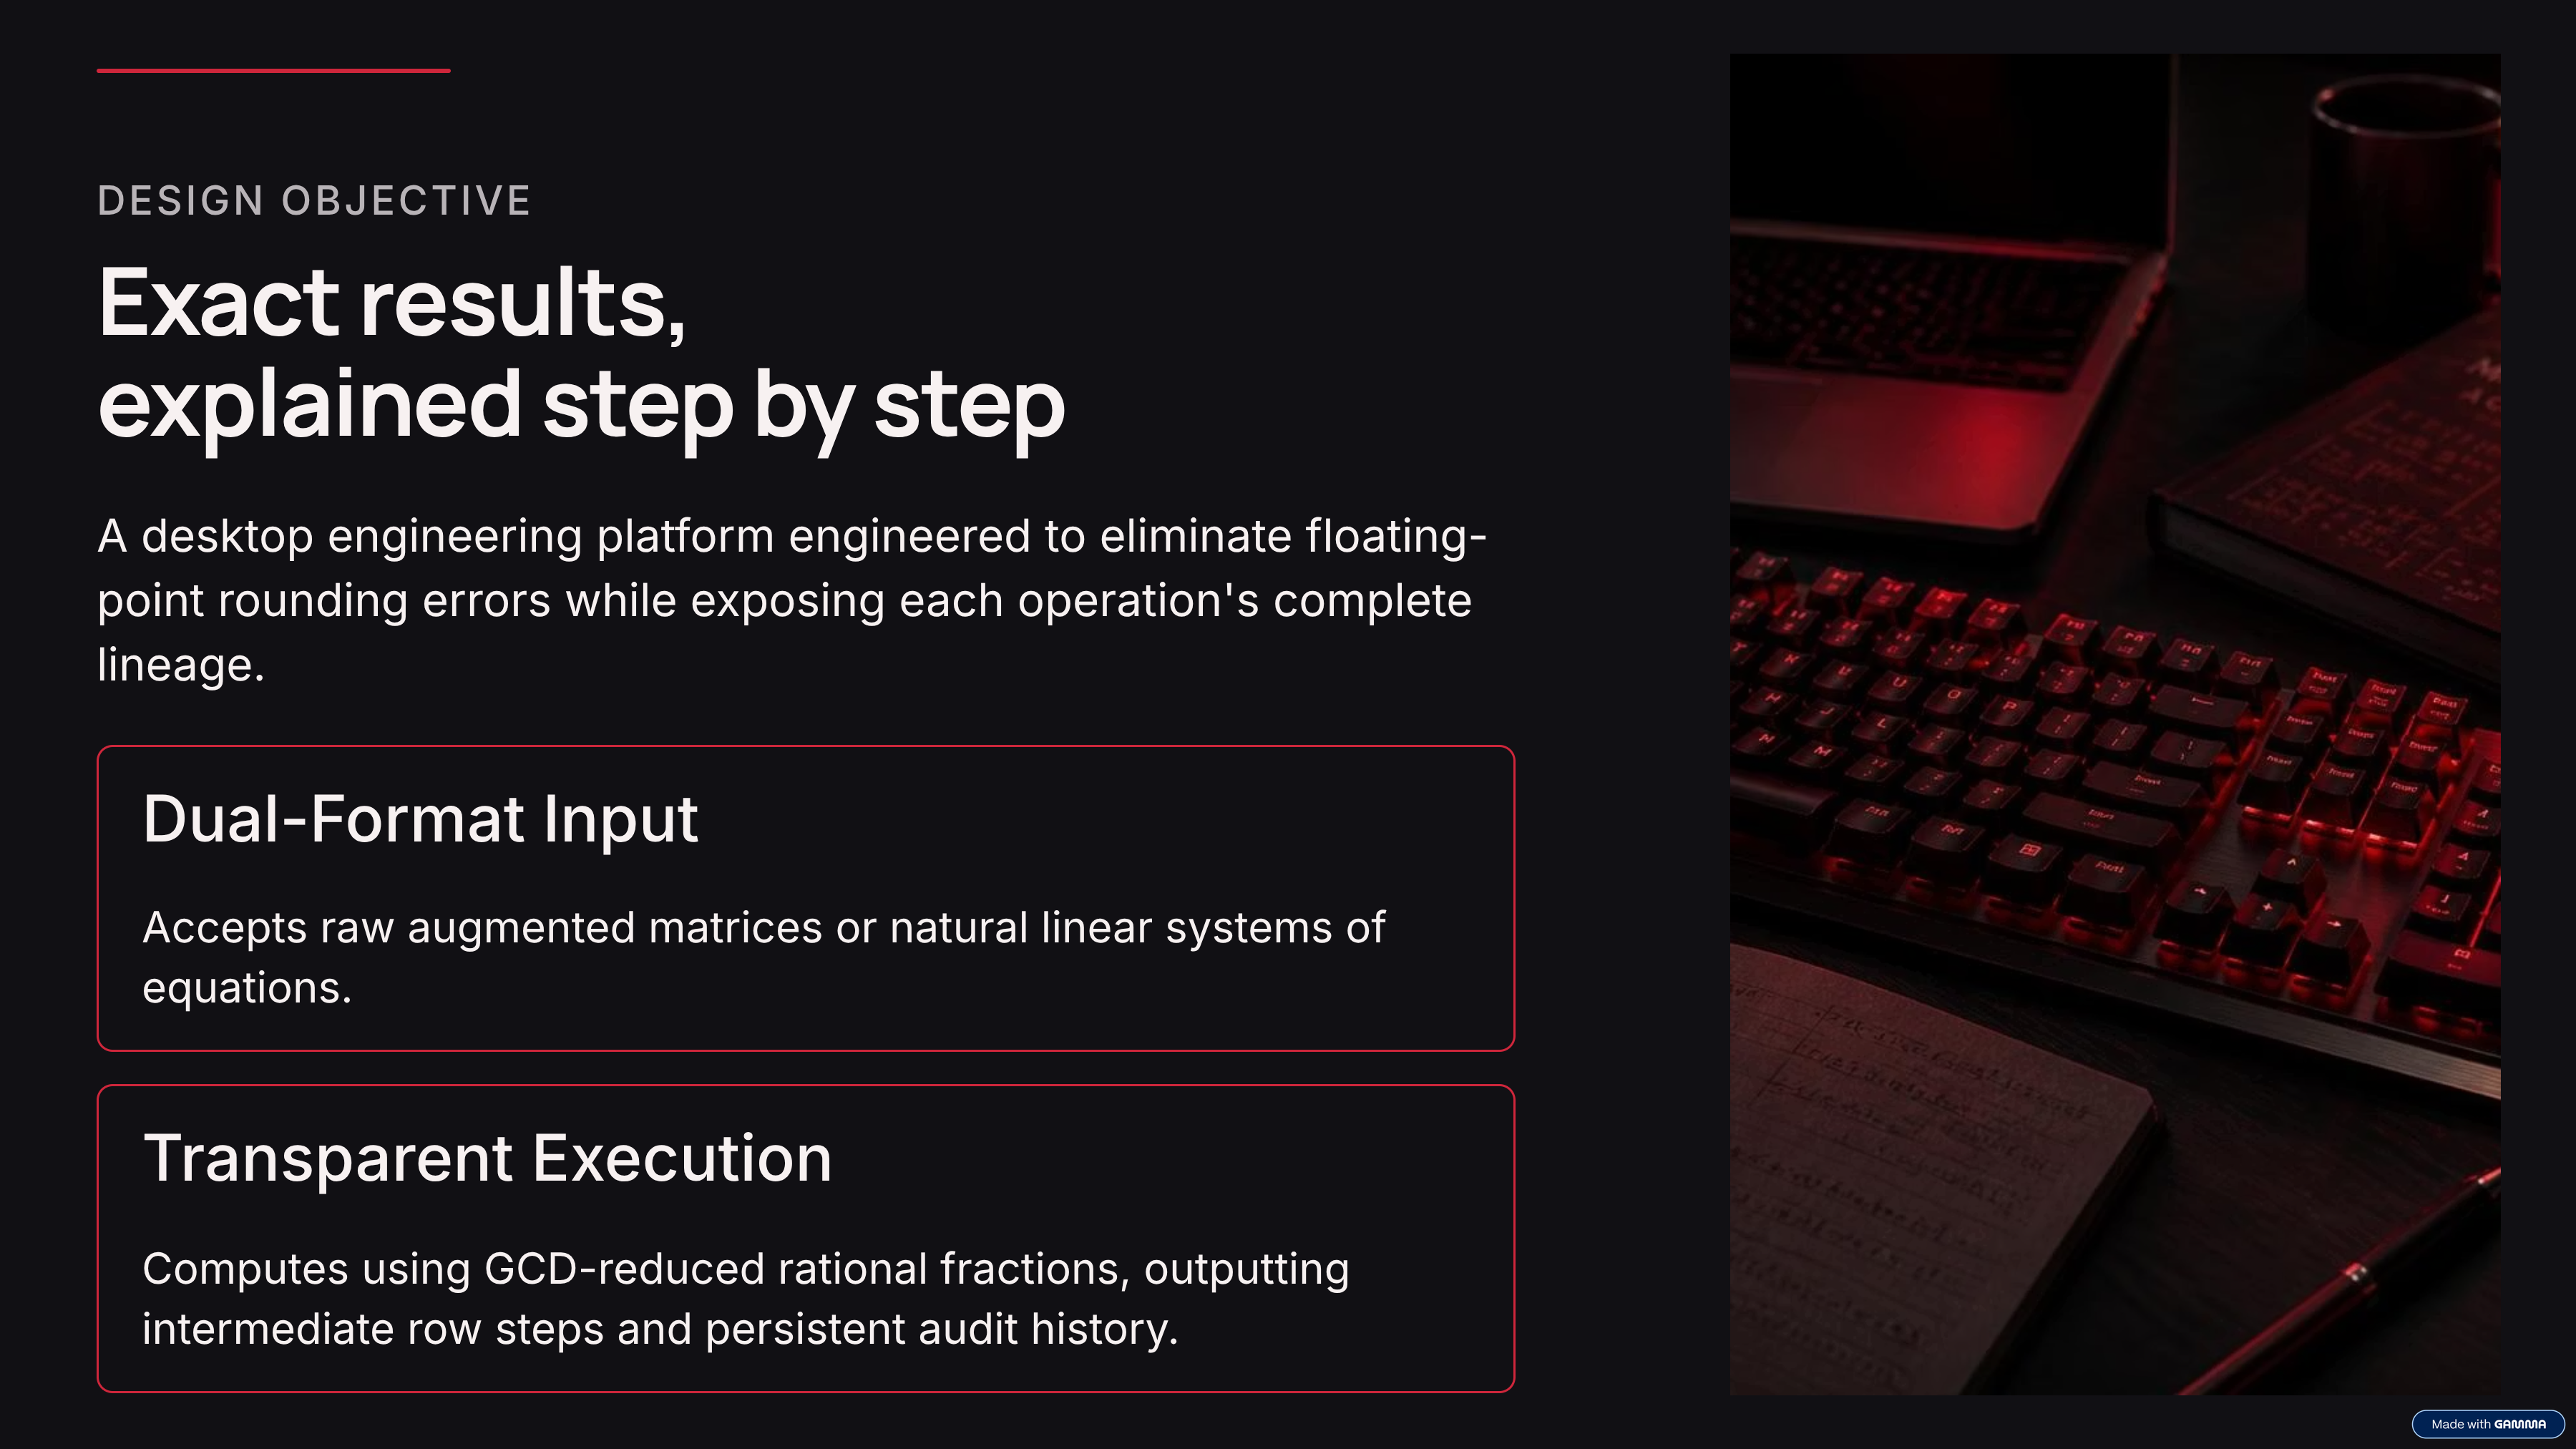 DESIGN OBJECTIVE
Exact results,
explained step by step
A desktop engineering platform engineered to eliminate floating-
point rounding errors while exposing each operation's complete
lineage.
Dual-Format Input
Accepts raw augmented matrices or natural linear systems of
equations.
Transparent Execution
Computes using GCD-reduced rational fractions, outputting
intermediate row steps and persistent audit history.
Made with GAMMA